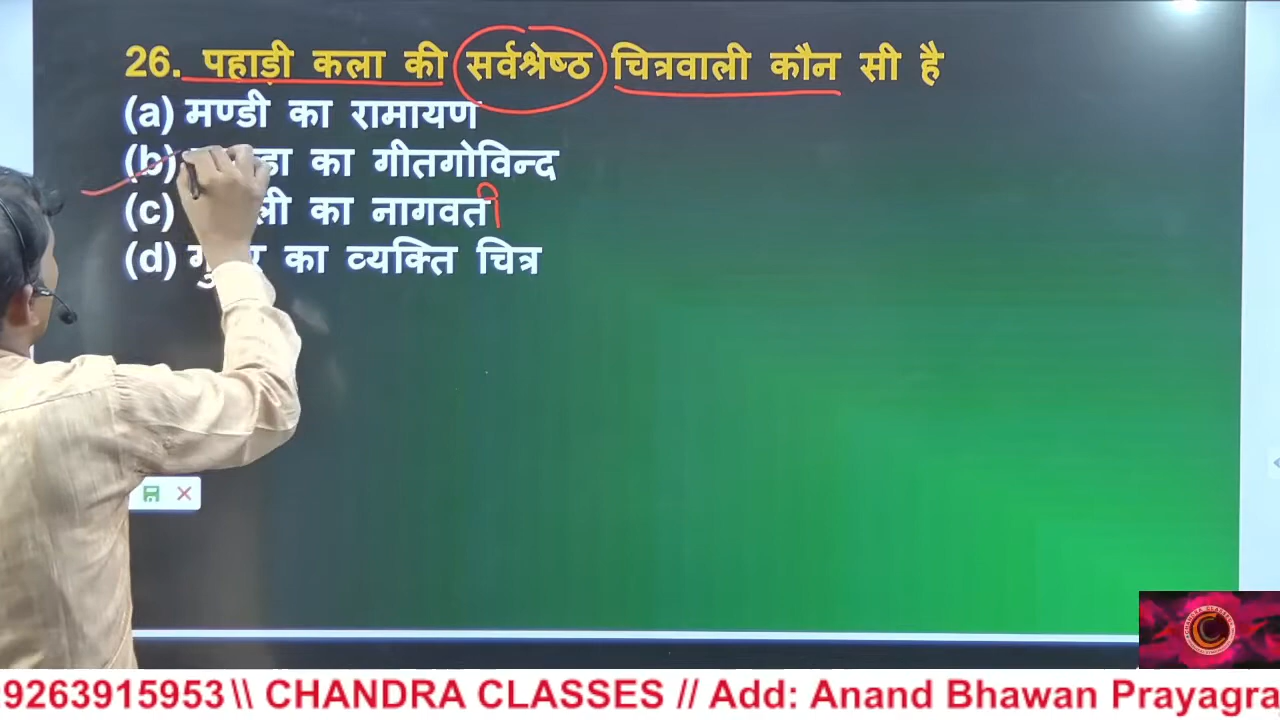 26. पहाड़ी कला की सर्वश्रेष्ठ चित्रवाली कौन सी है
(a) मण्डी का रामायण
(b) का गीतगोविन्द
(c) का नागवती
(d) का व्यक्ति चित्र
9263915953 \\ CHANDRA CLASSES // Add: Anand Bhawan Prayagra